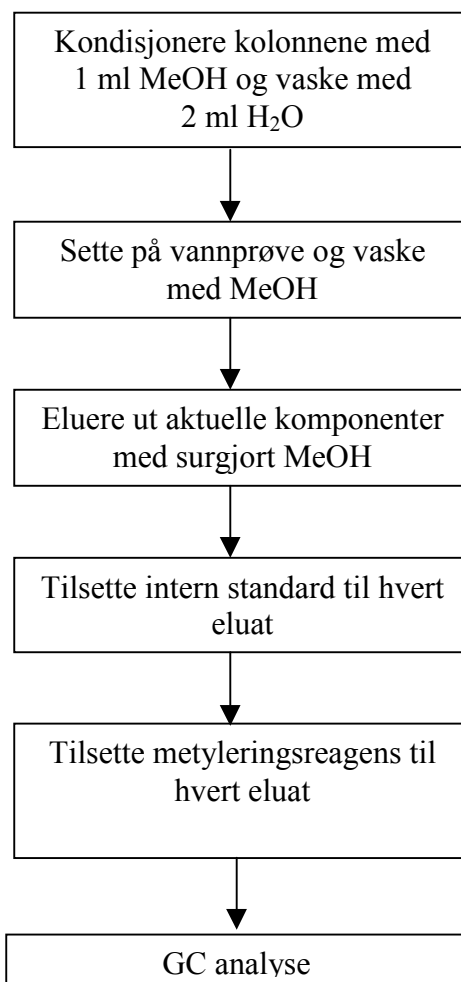 Kondisjonere kolonnene med
1 ml MeOH og vaske med
2 ml H₂O
Sette på vannprøve og vaske
med MeOH
Eluere ut aktuelle komponenter
med surgjort MeOH
Tilsette intern standard til hvert
eluat
Tilsette metyleringsreagens til
hvert eluat
GC analyse